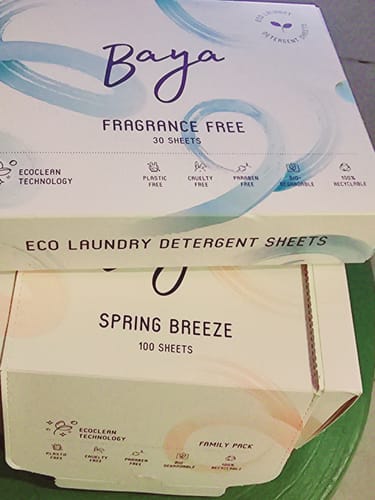 ECO LAUNDRY
DETERGENT SHEETS
Baya
FRAGRANCE FREE
30 SHEETS
ECOCLEAN
TECHNOLOGY
PLASTIC
FREE
CRUELTY
FREE
PARABEN
FREE
BIO-
DEGRADABLE
100%
RECYCLABLE
ECO LAUNDRY DETERGENT SHEETS
SPRING BREEZE
100 SHEETS
ECOCLEAN
TECHNOLOGY
FAMILY PACK
PLASTIC
FREE
CRUELTY
FREE
PARABEN
FREE
BIO
DEGRADABLE
100%
RECYCLABLE